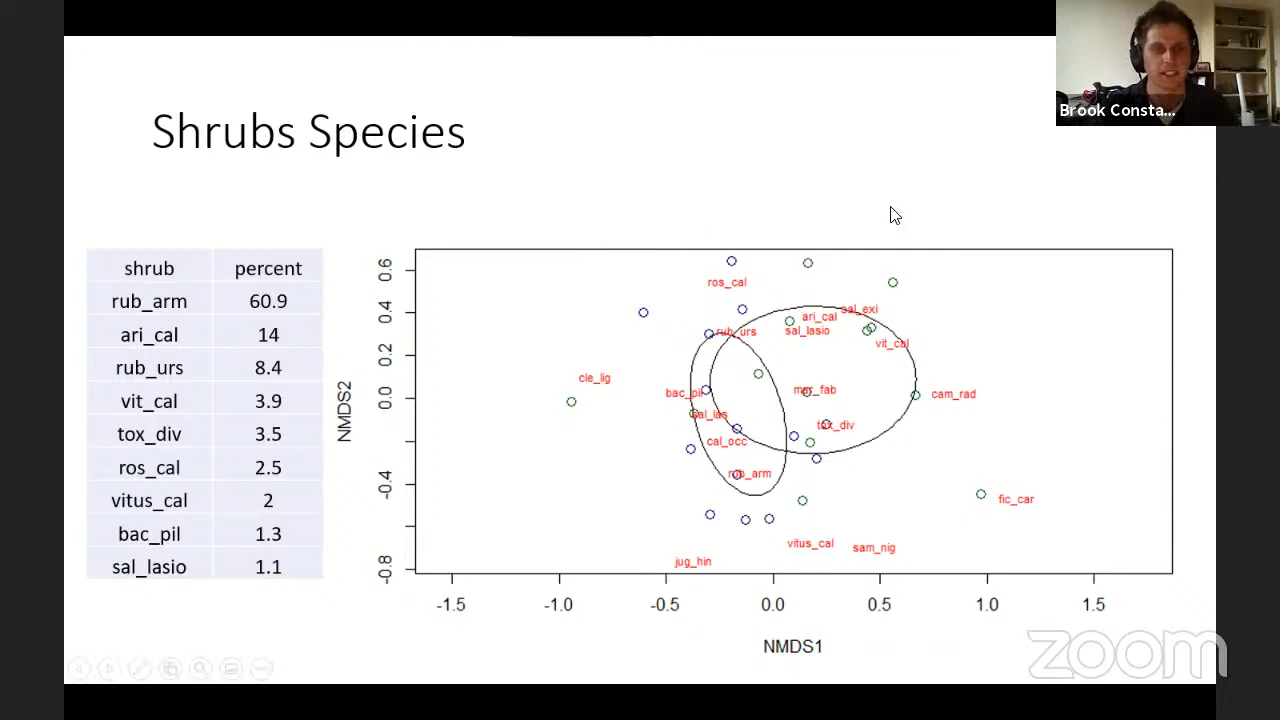 Brook Consta...
Shrubs Species
shrub percent
rub_arm 60.9
ari_cal 14
rub_urs 8.4
vit_cal 3.9
tox_div 3.5
ros_cal 2.5
vitus_cal 2
bac_pil 1.3
sal_lasio 1.1
NMDS2
0.6
0.4
0.2
0.0
-0.4
-0.8
ros_cal
ari_cal
sal_exi
rub_urs
sal_lasio
vit_cal
cle_lig
bac_pil
mar_fab
cam_rad
sal_las
tox_div
cal_occ
rub_arm
fic_car
vitus_cal
sam_nig
jug_hin
-1.5 -1.0 -0.5 0.0 0.5 1.0 1.5
NMDS1
zoom